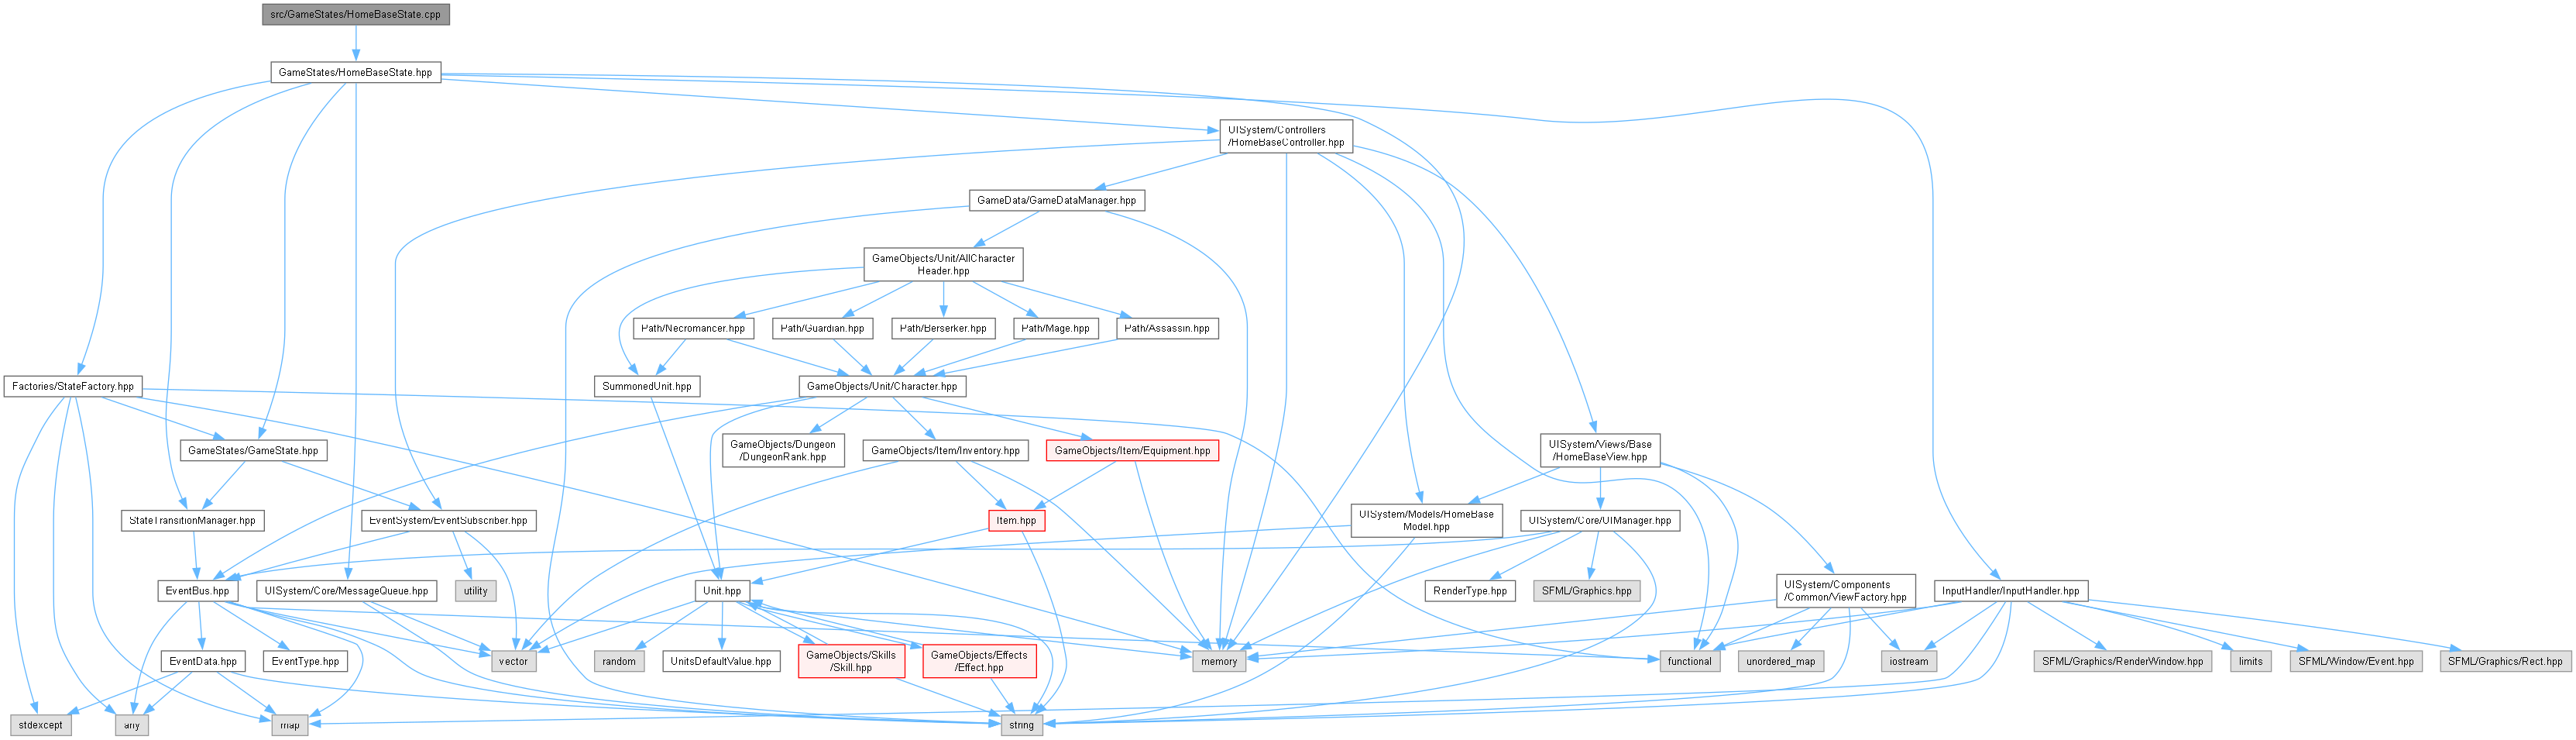 src/GameStates/HomeBaseState.cpp
GameStates/HomeBaseState.hpp
UISystem/Controllers
/HomeBaseController.hpp
GameData/GameDataManager.hpp
GameObjects/Unit/AllCharacter
Header.hpp
Path/Necromancer.hpp
Path/Guardian.hpp
Path/Berserker.hpp
Path/Mage.hpp
Path/Assassin.hpp
Factories/StateFactory.hpp
SummonedUnit.hpp
GameObjects/Unit/Character.hpp
GameStates/GameState.hpp
GameObjects/Dungeon
/DungeonRank.hpp
GameObjects/Item/Inventory.hpp
GameObjects/Item/Equipment.hpp
UISystem/Views/Base
/HomeBaseView.hpp
StateTransitionManager.hpp
EventSystem/EventSubscriber.hpp
Item.hpp
UISystem/Models/HomeBase
Model.hpp
UISystem/Core/UIManager.hpp
EventBus.hpp
UISystem/Core/MessageQueue.hpp
utility
Unit.hpp
RenderType.hpp
SFML/Graphics.hpp
UISystem/Components
/Common/ViewFactory.hpp
InputHandler/InputHandler.hpp
EventData.hpp
EventType.hpp
vector
random
UnitsDefaultValue.hpp
GameObjects/Skills
/Skill.hpp
GameObjects/Effects
/Effect.hpp
memory
functional
unordered_map
iostream
SFML/Graphics/RenderWindow.hpp
limits
SFML/Window/Event.hpp
SFML/Graphics/Rect.hpp
stdexcept
any
map
string